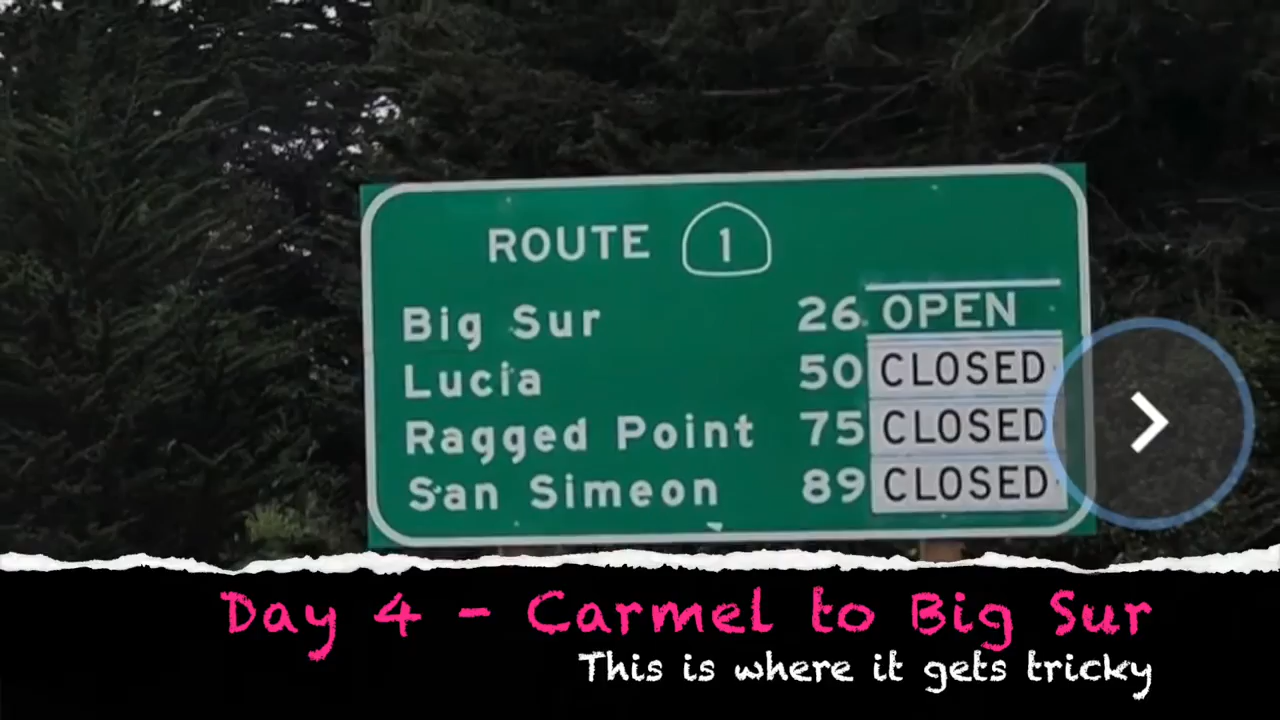 ROUTE 1
Big Sur 26 OPEN
Lucia 50 CLOSED
Ragged Point 75 CLOSED
San Simeon 89 CLOSED
Day 4 - Carmel to Big Sur
This is where it gets tricky